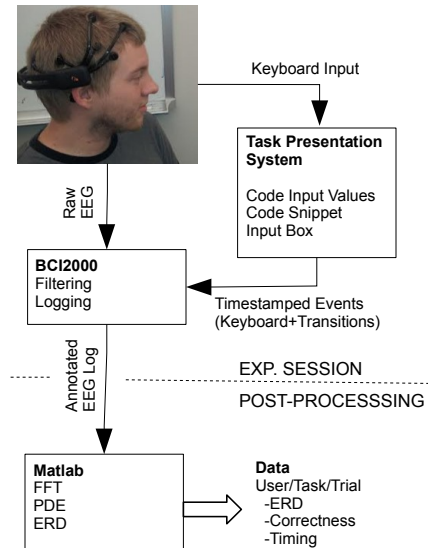 Keyboard Input
Task Presentation
System
Code Input Values
Code Snippet
Input Box
Raw
EEG
BCI2000
Filtering
Logging
Timestamped Events
(Keyboard+Transitions)
Annotated
EEG Log
EXP. SESSION
POST-PROCESSSING
Matlab
FFT
PDE
ERD
Data
User/Task/Trial
-ERD
-Correctness
-Timing